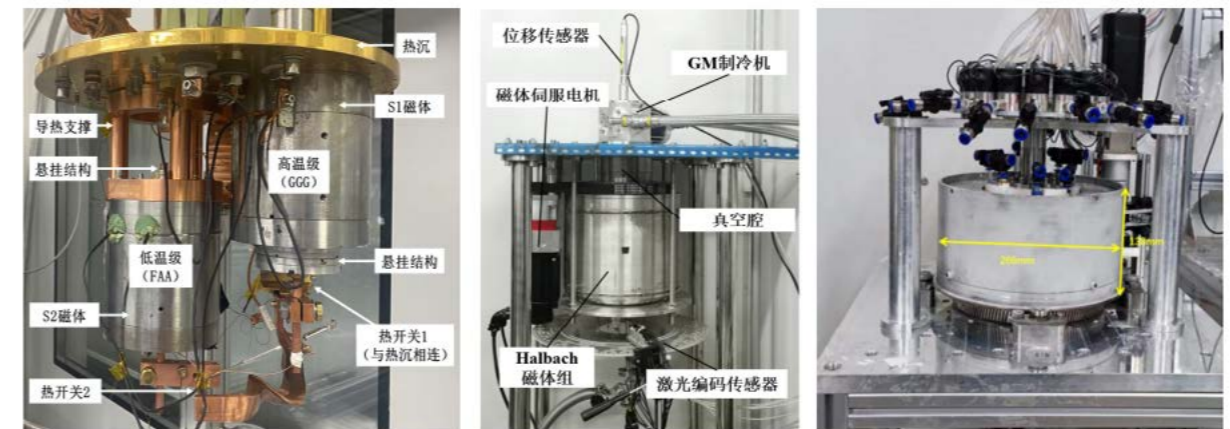 热沉
S1磁体
导热支撑
悬挂结构
高温级
(GGG)
低温级
(FAA)
悬挂结构
S2磁体
热开关1
(与热沉相连)
热开关2
位移传感器
GM制冷机
磁体伺服电机
真空腔
Halbach
磁体组
激光编码传感器